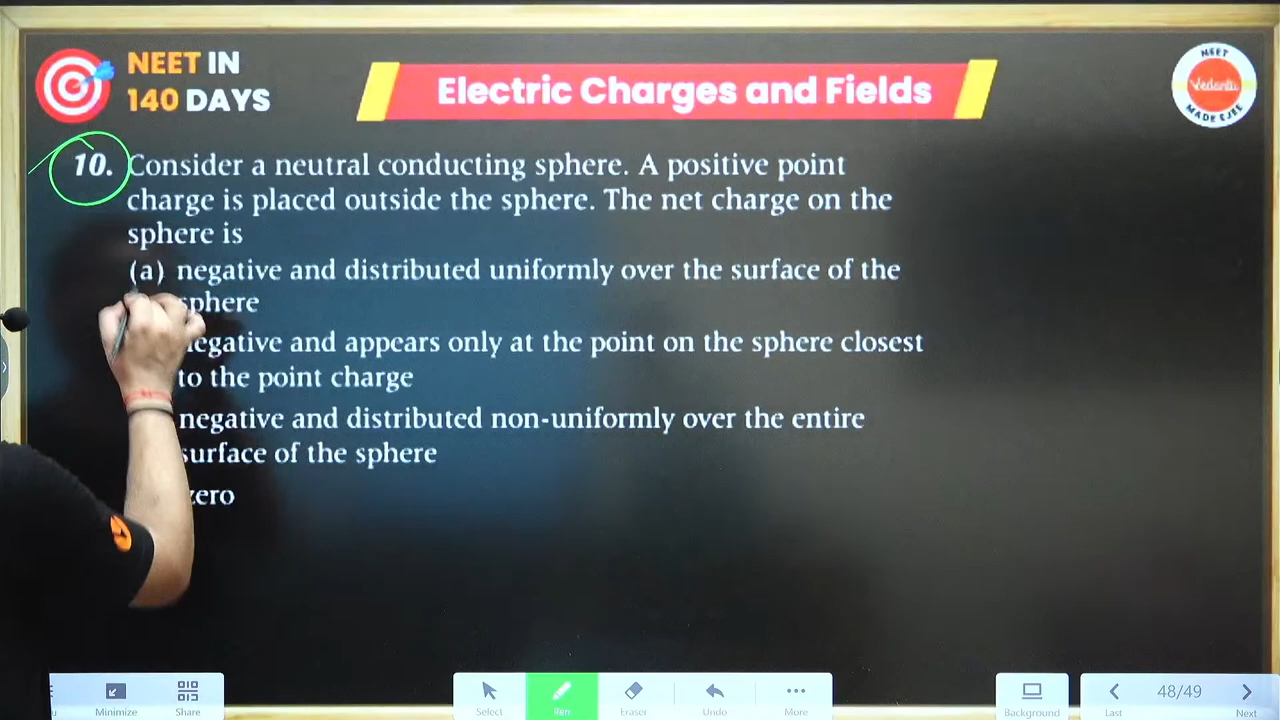 NEET IN
140 DAYS
Electric Charges and Fields
NEET
Vedantu
MADE EJEE
10. Consider a neutral conducting sphere. A positive point
charge is placed outside the sphere. The net charge on the
sphere is
(a) negative and distributed uniformly over the surface of the
sphere
negative and appears only at the point on the sphere closest
to the point charge
negative and distributed non-uniformly over the entire
surface of the sphere
zero
Minimize
Share
Select
Pen
Eraser
Undo
More
Background
Last
48/49
Next